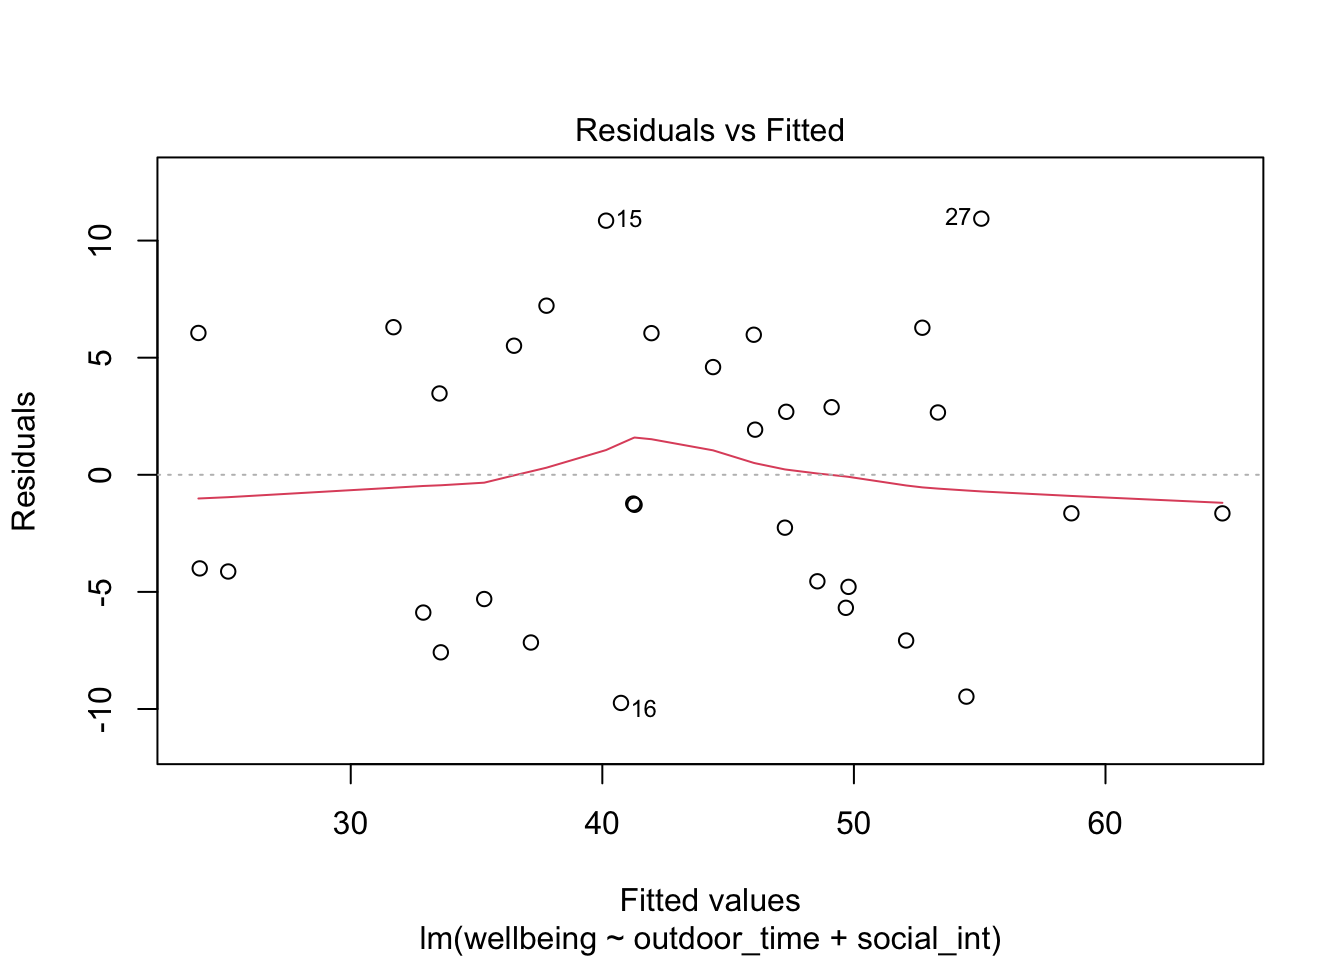 Residuals vs Fitted
15
27
16
10
5
0
-5
-10
Residuals
30 40 50 60
Fitted values
lm(wellbeing ~ outdoor_time + social_int)